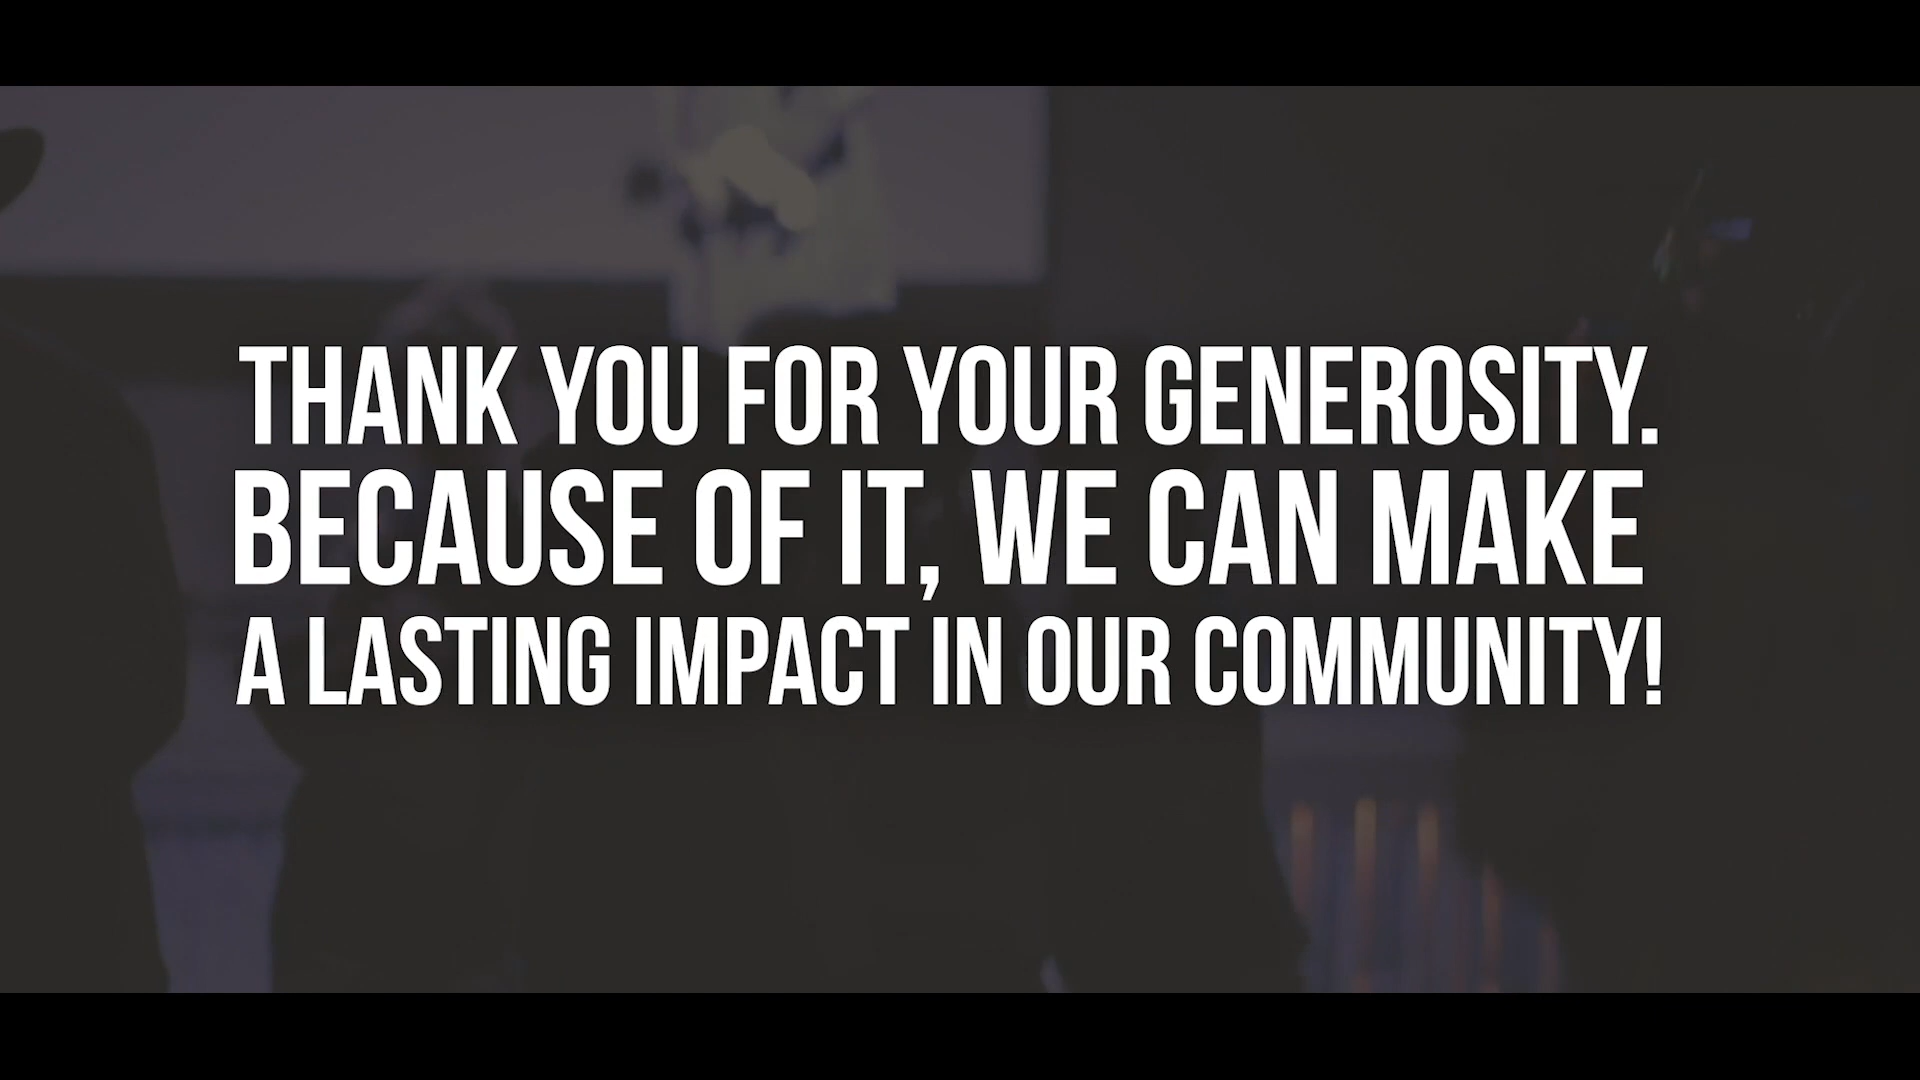 THANK YOU FOR YOUR GENEROSITY.
BECAUSE OF IT, WE CAN MAKE
A LASTING IMPACT IN OUR COMMUNITY!